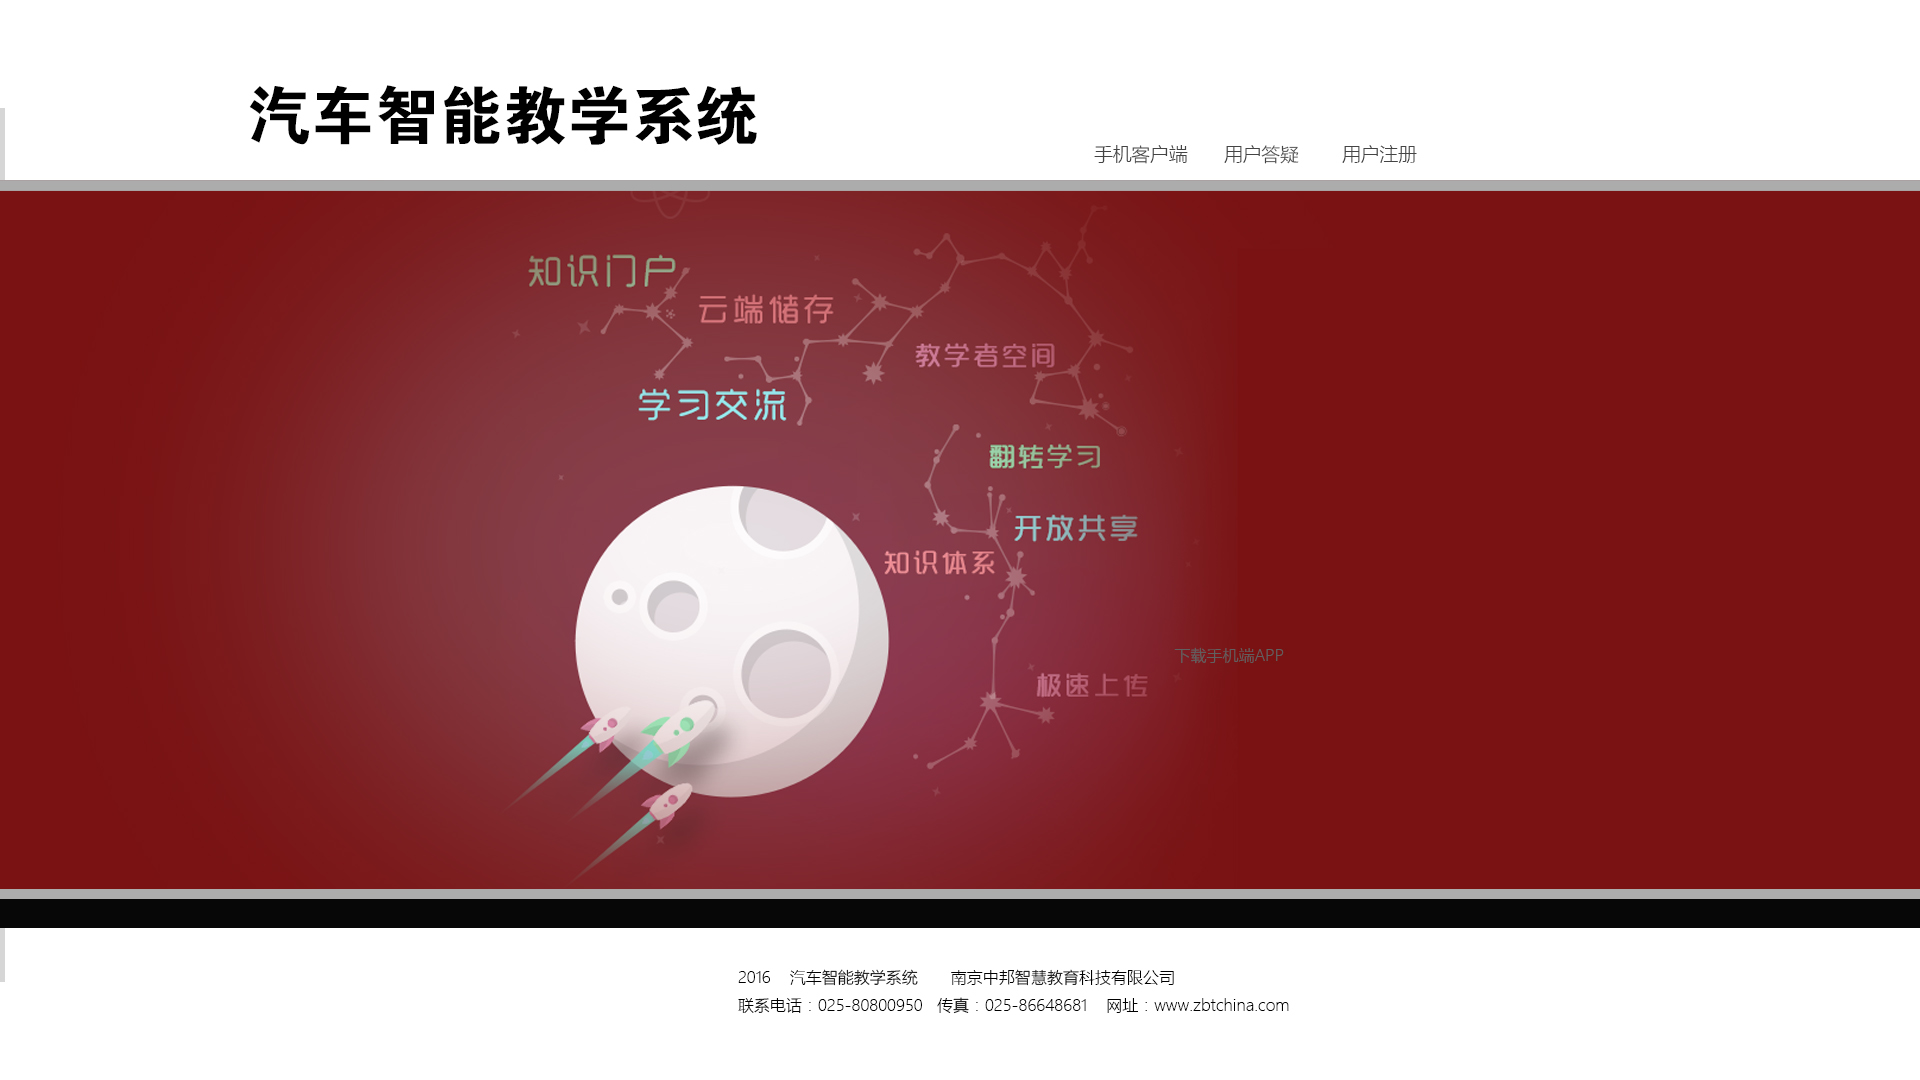 汽车智能教学系统
手机客户端 用户答疑 用户注册
知识门户
云端储存
教学者空间
学习交流
翻转学习
开放共享
知识体系
下载手机端APP
极速上传
2016 汽车智能教学系统 南京中邦智慧教育科技有限公司
联系电话：025-80800950 传真：025-86648681 网址：www.zbtchina.com